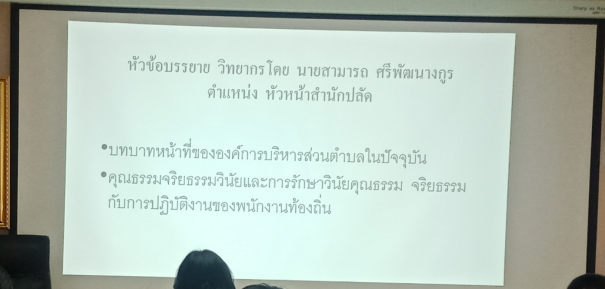 หัวข้อบรรยาย วิทยากรโดย นายสามารถ ศรีพัฒนางกูร
ตำแหน่ง หัวหน้าสำนักปลัด
•บทบาทหน้าที่ขององค์การบริหารส่วนตำบลในปัจจุบัน
•คุณธรรมจริยธรรมวินัยและการรักษาวินัยคุณธรรม จริยธรรม
กับการปฏิบัติงานของพนักงานท้องถิ่น